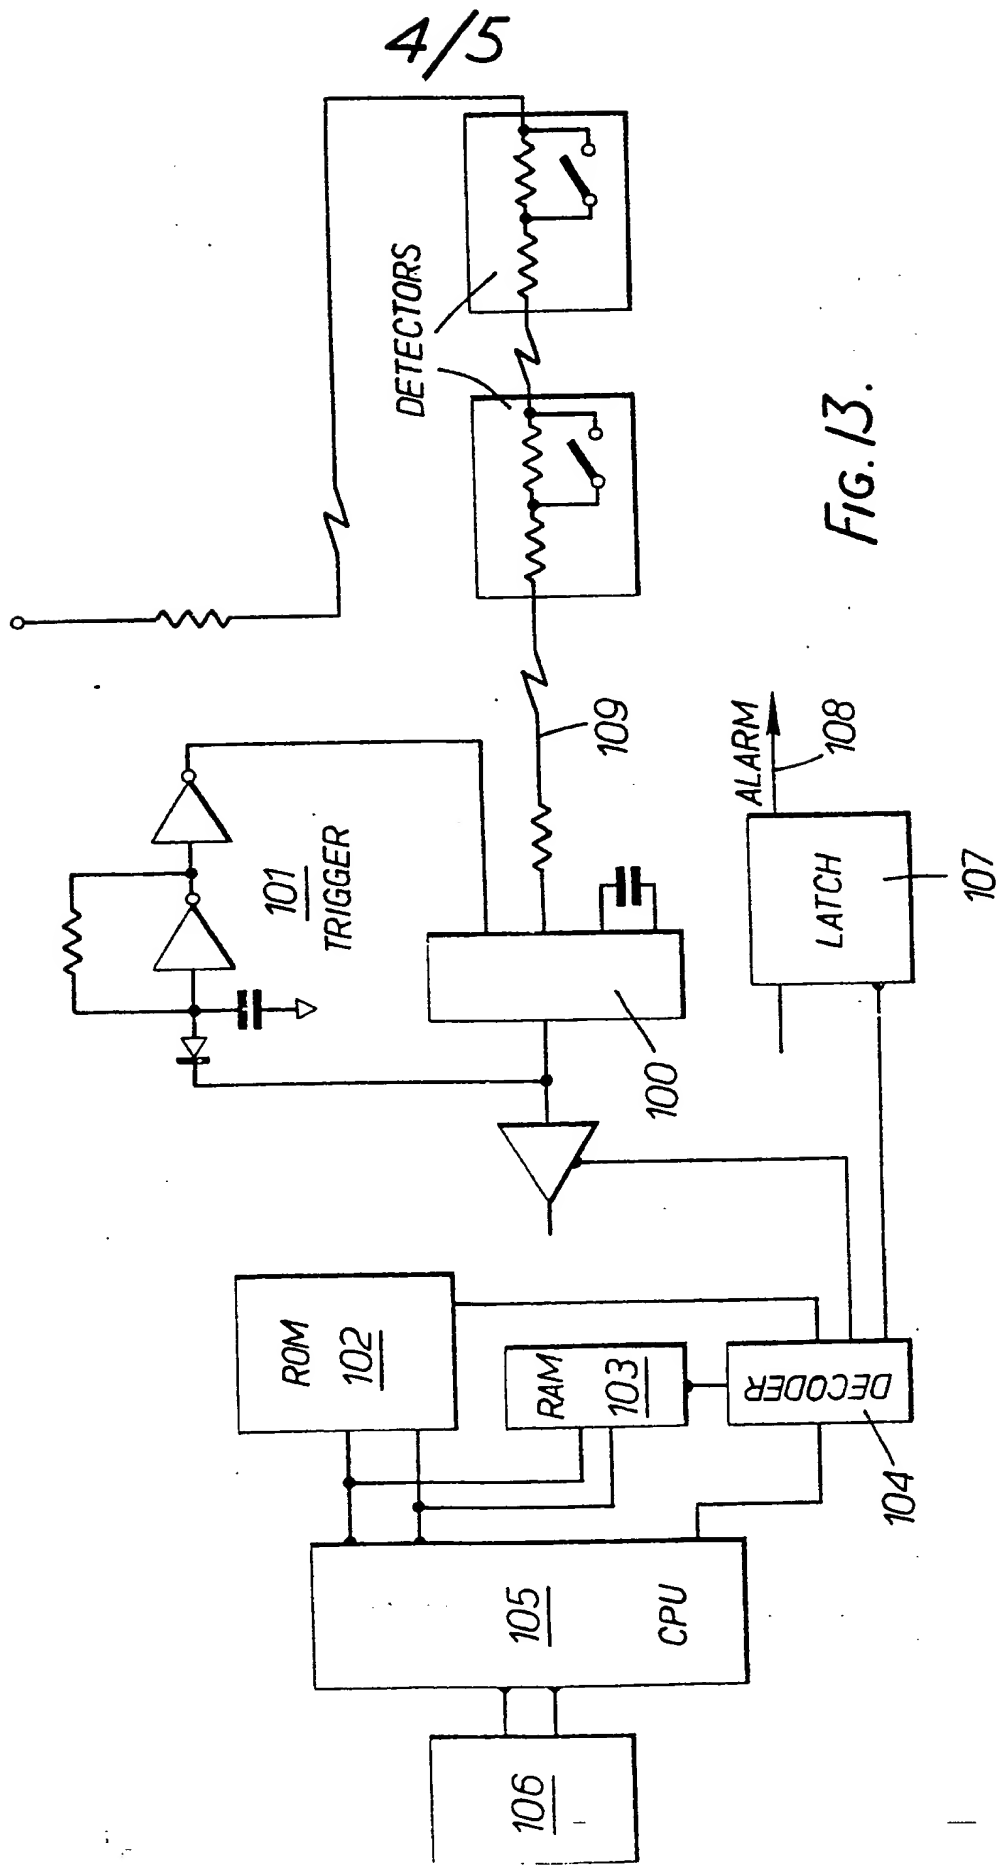 4/5
DETECTORS
FIG. 13.
109
101
TRIGGER
ALARM
108
LATCH
107
100
ROM
102
RAM
103
DECODER
104
105
CPU
106